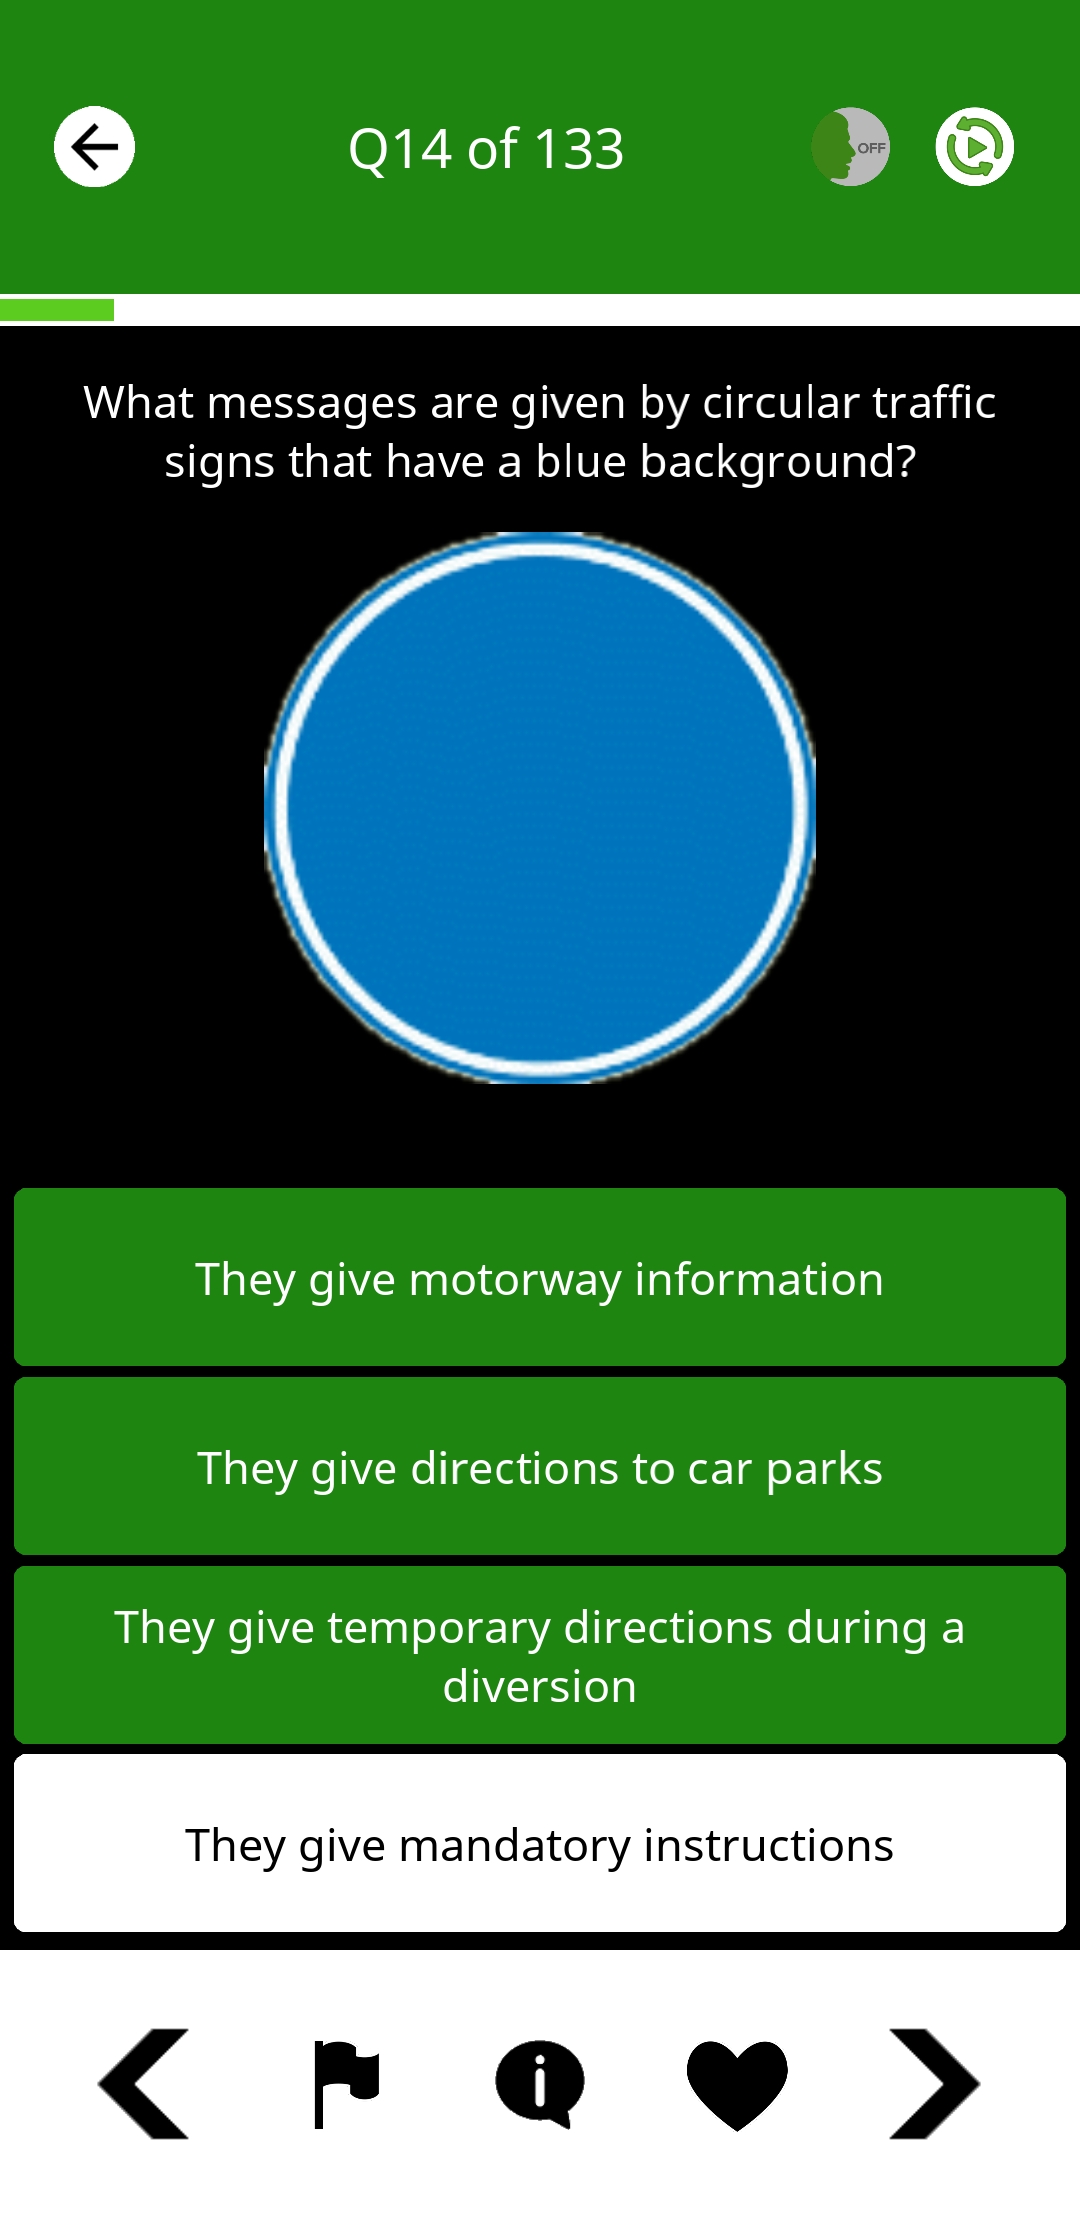 Q14 of 133
OFF
What messages are given by circular traffic
signs that have a blue background?
They give motorway information
They give directions to car parks
They give temporary directions during a
diversion
They give mandatory instructions